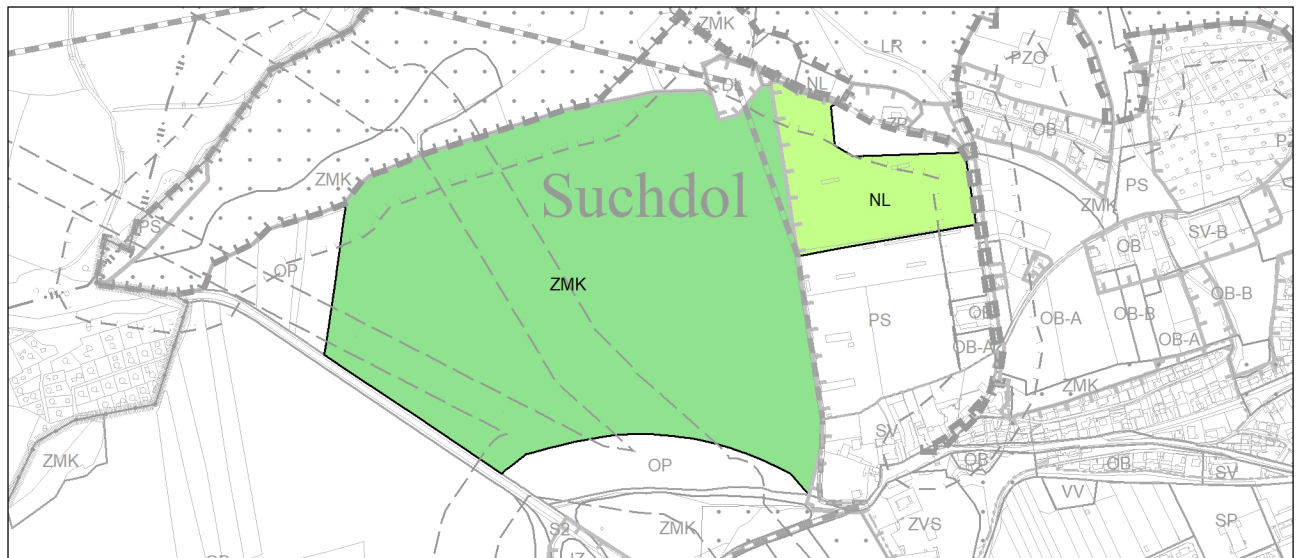 ZMK
LR
PZO
DL
NL
ZP
OB
Suchdol
ZMK
PS
NL
PS
ZMK
OB
SV-B
OP
ZMK
OB-B
PS
OB
OB-A
OB-B
OB-A
OB-A
ZMK
SV
ZMK
OP
OB
OB
SV
VV
S2
ZMK
ZVS
SP
IZ